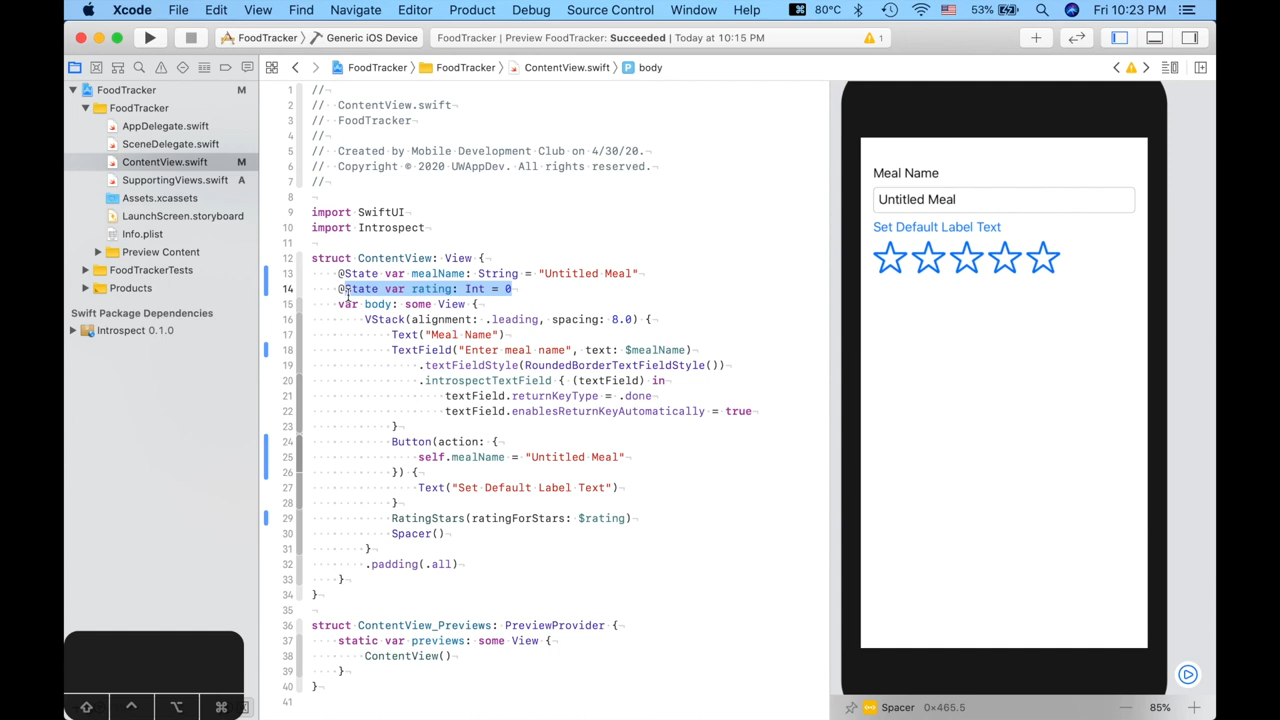 Xcode File Edit View Find Navigate Editor Product Debug Source Control Window Help 80°C 53% Fri 10:23 PM
FoodTracker Generic iOS Device FoodTracker | Preview FoodTracker: Succeeded | Today at 10:15 PM 1
FoodTracker FoodTracker ContentView.swift P body
FoodTracker M
FoodTracker
AppDelegate.swift
SceneDelegate.swift
ContentView.swift M
SupportingViews.swift A
Assets.xcassets
LaunchScreen.storyboard
Info.plist
Preview Content
FoodTrackerTests
Products
Swift Package Dependencies
Introspect 0.1.0
1 //
2 // ContentView.swift
3 // FoodTracker
4 //
5 // Created by Mobile Development Club on 4/30/20.
6 // Copyright © 2020 UWAppDev. All rights reserved.
7 //
8
9 import SwiftUI
10 import Introspect
11
12 struct ContentView: View {
13 @State var mealName: String = "Untitled Meal"
14 @State var rating: Int = 0
15 var body: some View {
16 VStack(alignment: .leading, spacing: 8.0) {
17 Text("Meal Name")
18 TextField("Enter meal name", text: $mealName)
19 .textFieldStyle(RoundedBorderTextFieldStyle())
20 .introspectTextField { (textField) in
21 textField.returnKeyType = .done
22 textField.enablesReturnKeyAutomatically = true
23 }
24 Button(action: {
25 self.mealName = "Untitled Meal"
26 }) {
27 Text("Set Default Label Text")
28 }
29 RatingStars(ratingForStars: $rating)
30 Spacer()
31 }
32 .padding(.all)
33 }
34 }
35
36 struct ContentView_Previews: PreviewProvider {
37 static var previews: some View {
38 ContentView()
39 }
40 }
41
Meal Name
Untitled Meal
Set Default Label Text
Spacer 0×465.5 85%